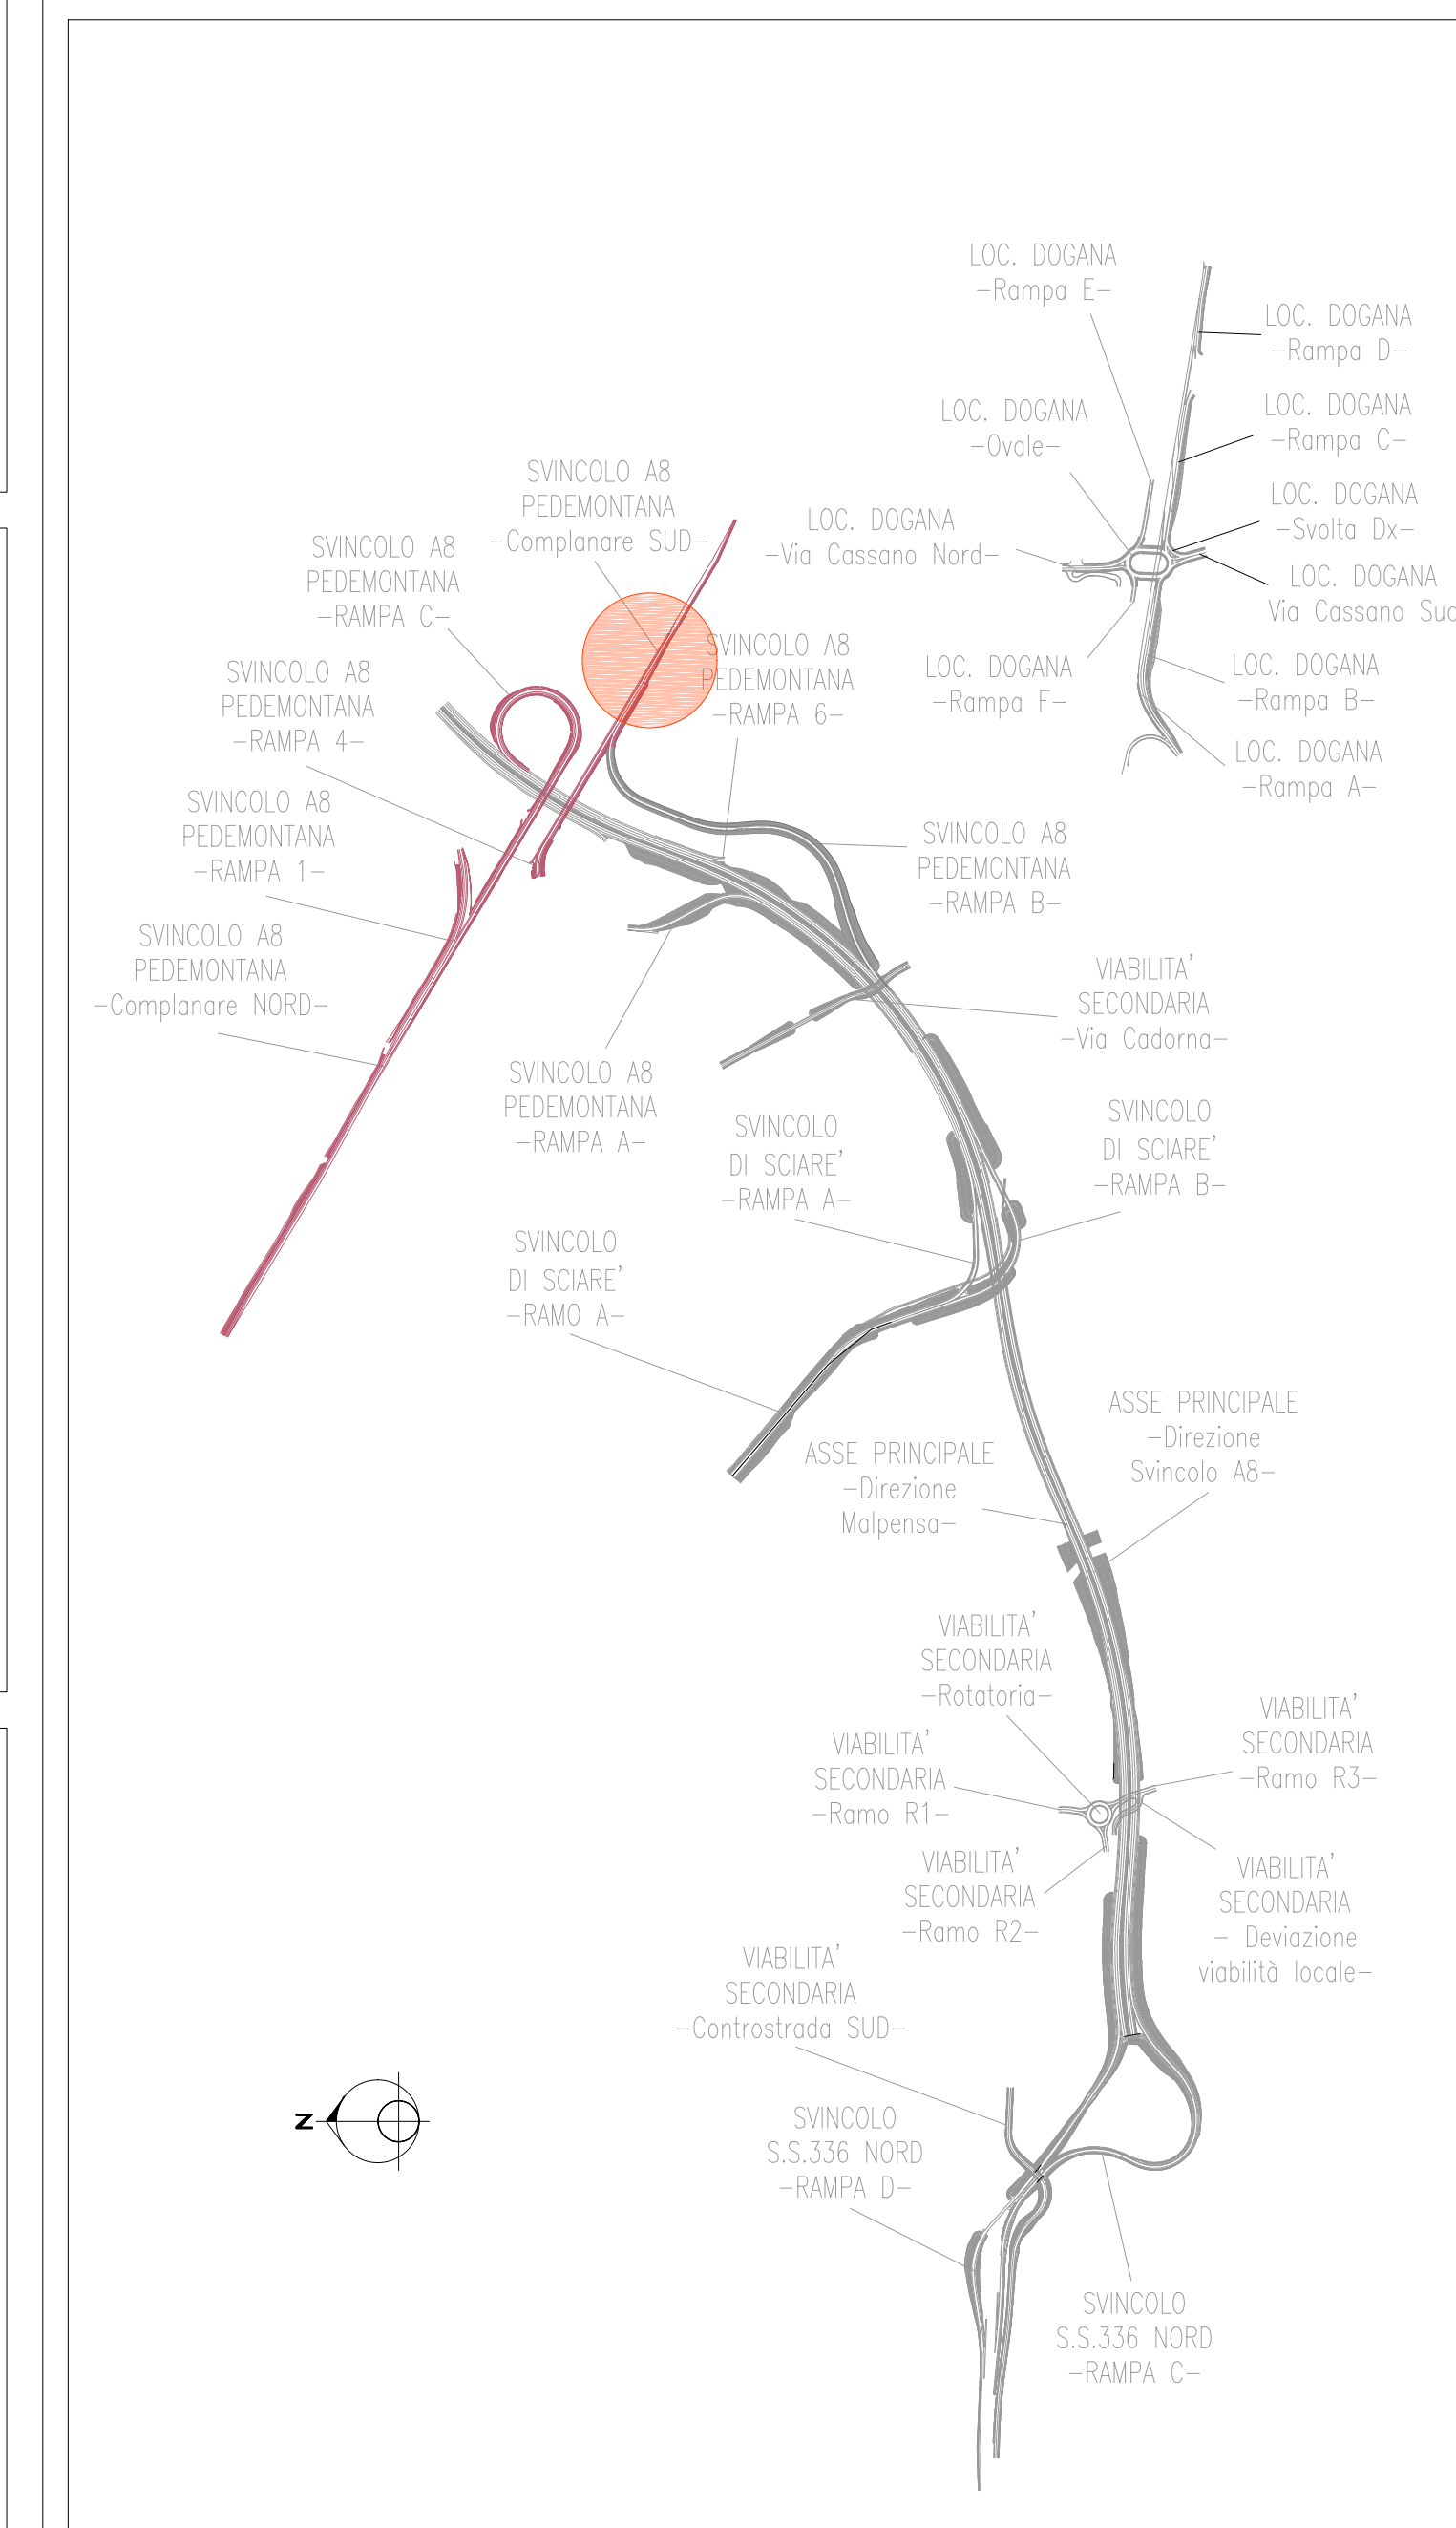 LOC. DOGANA
-Rampa E-
LOC. DOGANA
-Rampa D-
LOC. DOGANA
-Ovale-
LOC. DOGANA
-Rampa C-
SVINCOLO A8
PEDEMONTANA
-Complanare SUD-
LOC. DOGANA
-Via Cassano Nord-
LOC. DOGANA
-Svolta Dx-
SVINCOLO A8
PEDEMONTANA
-RAMPA C-
LOC. DOGANA
Via Cassano Sud
SVINCOLO A8
PEDEMONTANA
-RAMPA 6-
LOC. DOGANA
-Rampa F-
LOC. DOGANA
-Rampa B-
SVINCOLO A8
PEDEMONTANA
-RAMPA 4-
LOC. DOGANA
-Rampa A-
SVINCOLO A8
PEDEMONTANA
-RAMPA 1-
SVINCOLO A8
PEDEMONTANA
-RAMPA B-
SVINCOLO A8
PEDEMONTANA
-Complanare NORD-
VIABILITA'
SECONDARIA
-Via Cadorna-
SVINCOLO A8
PEDEMONTANA
-RAMPA A-
SVINCOLO
DI SCIARE'
-RAMPA A-
SVINCOLO
DI SCIARE'
-RAMPA B-
SVINCOLO
DI SCIARE'
-RAMO A-
ASSE PRINCIPALE
-Direzione
Svincolo A8-
ASSE PRINCIPALE
-Direzione
Malpensa-
VIABILITA'
SECONDARIA
-Rotatoria-
VIABILITA'
SECONDARIA
-Ramo R3-
VIABILITA'
SECONDARIA
-Ramo R1-
VIABILITA'
SECONDARIA
-Ramo R2-
VIABILITA'
SECONDARIA
- Deviazione
viabilità locale-
VIABILITA'
SECONDARIA
-Controstrada SUD-
N
SVINCOLO
S.S.336 NORD
-RAMPA D-
SVINCOLO
S.S.336 NORD
-RAMPA C-